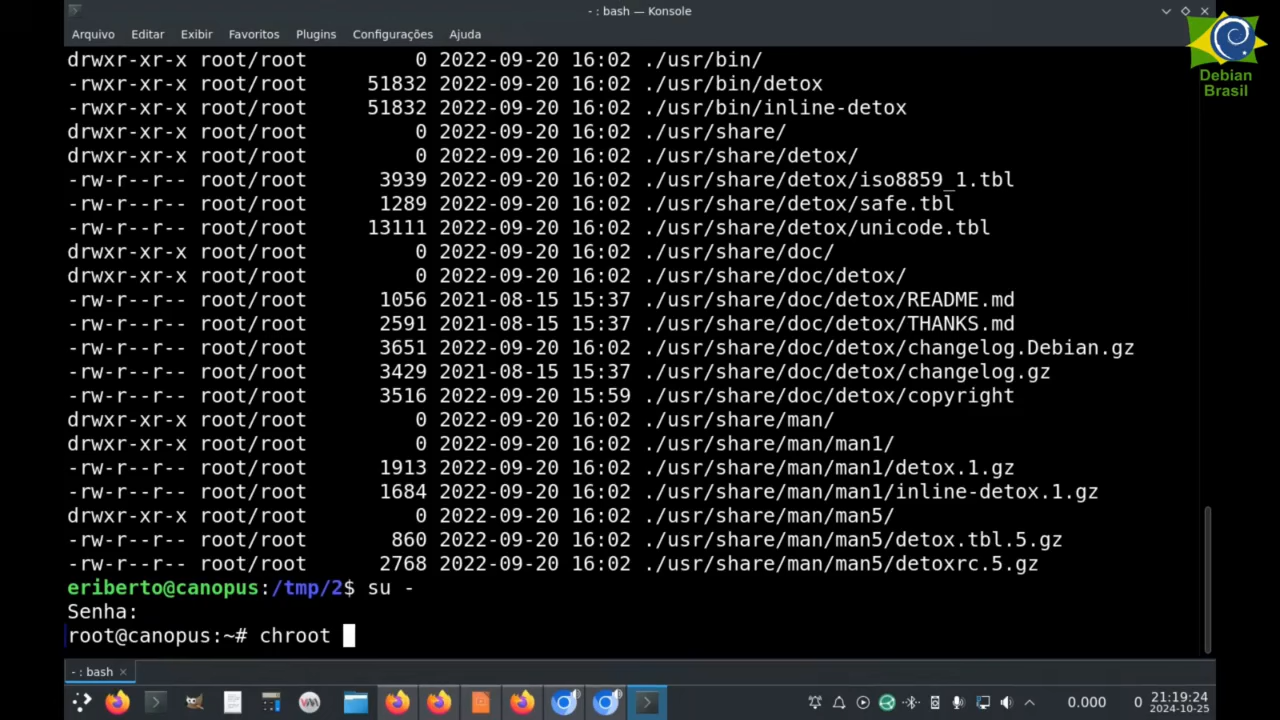 - : bash — Konsole
Arquivo Editar Exibir Favoritos Plugins Configurações Ajuda
Debian
Brasil
drwxr-xr-x root/root         0 2022-09-20 16:02 ./usr/bin/
-rwxr-xr-x root/root     51832 2022-09-20 16:02 ./usr/bin/detox
-rwxr-xr-x root/root     51832 2022-09-20 16:02 ./usr/bin/inline-detox
drwxr-xr-x root/root         0 2022-09-20 16:02 ./usr/share/
drwxr-xr-x root/root         0 2022-09-20 16:02 ./usr/share/detox/
-rw-r--r-- root/root      3939 2022-09-20 16:02 ./usr/share/detox/iso8859_1.tbl
-rw-r--r-- root/root      1289 2022-09-20 16:02 ./usr/share/detox/safe.tbl
-rw-r--r-- root/root     13111 2022-09-20 16:02 ./usr/share/detox/unicode.tbl
drwxr-xr-x root/root         0 2022-09-20 16:02 ./usr/share/doc/
drwxr-xr-x root/root         0 2022-09-20 16:02 ./usr/share/doc/detox/
-rw-r--r-- root/root      1056 2021-08-15 15:37 ./usr/share/doc/detox/README.md
-rw-r--r-- root/root      2591 2021-08-15 15:37 ./usr/share/doc/detox/THANKS.md
-rw-r--r-- root/root      3651 2022-09-20 16:02 ./usr/share/doc/detox/changelog.Debian.gz
-rw-r--r-- root/root      3429 2021-08-15 15:37 ./usr/share/doc/detox/changelog.gz
-rw-r--r-- root/root      3516 2022-09-20 15:59 ./usr/share/doc/detox/copyright
drwxr-xr-x root/root         0 2022-09-20 16:02 ./usr/share/man/
drwxr-xr-x root/root         0 2022-09-20 16:02 ./usr/share/man/man1/
-rw-r--r-- root/root      1913 2022-09-20 16:02 ./usr/share/man/man1/detox.1.gz
-rw-r--r-- root/root      1684 2022-09-20 16:02 ./usr/share/man/man1/inline-detox.1.gz
drwxr-xr-x root/root         0 2022-09-20 16:02 ./usr/share/man/man5/
-rw-r--r-- root/root       860 2022-09-20 16:02 ./usr/share/man/man5/detox.tbl.5.gz
-rw-r--r-- root/root      2768 2022-09-20 16:02 ./usr/share/man/man5/detoxrc.5.gz
eriberto@canopus:/tmp/2$ su -
Senha:
root@canopus:~# chroot
- : bash
0.000 0 21:19:24
2024-10-25